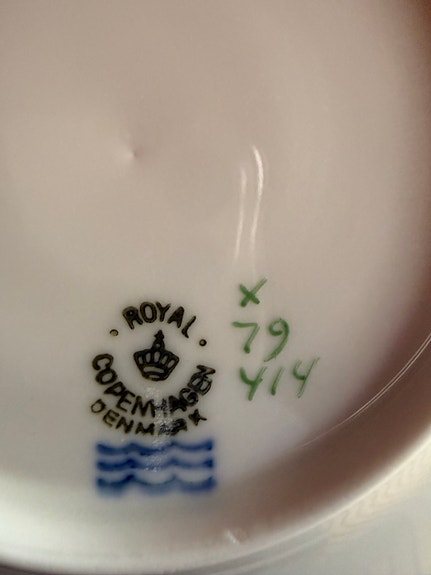 ROYAL
COPENHAGEN
DENMARK
x
79
414